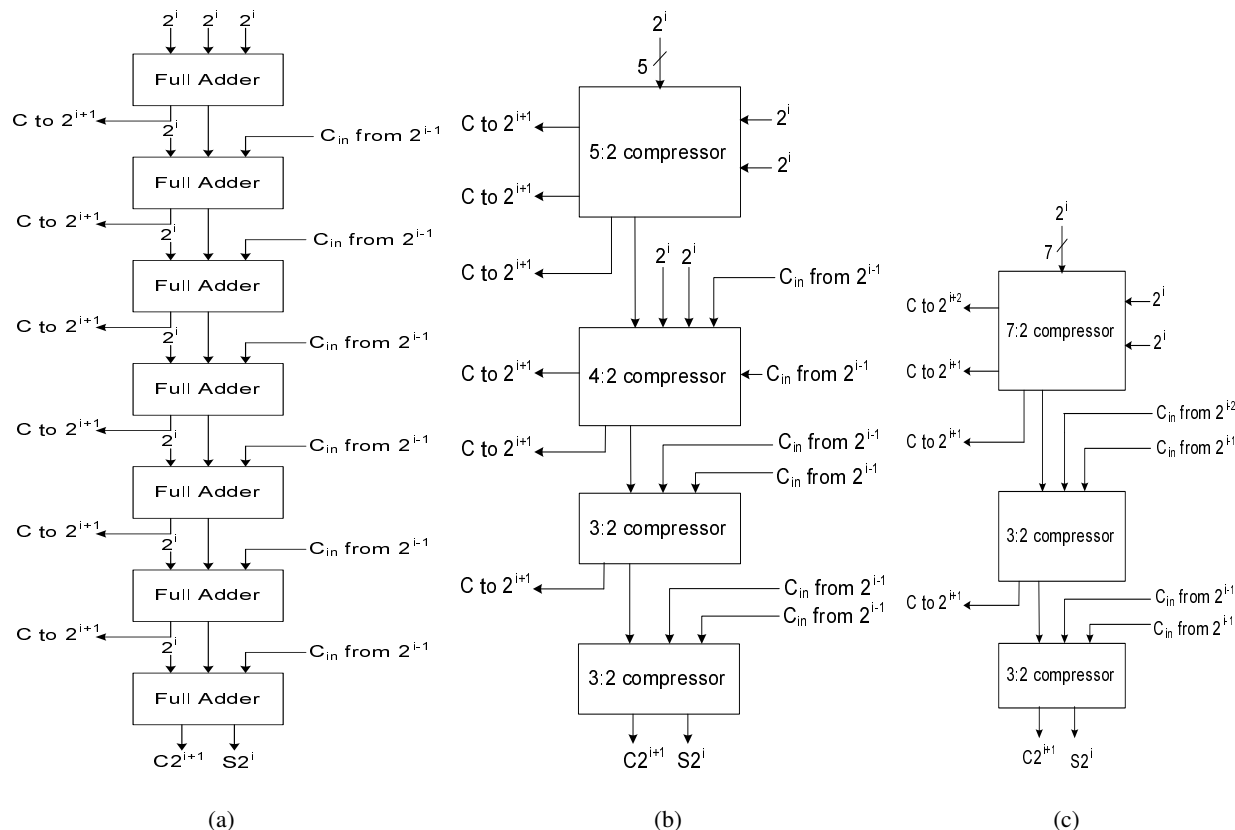 2^i 2^i 2^i
Full Adder
C to 2^{i+1}
2^i
C_in from 2^{i-1}
Full Adder
C to 2^{i+1}
2^i
C_in from 2^{i-1}
Full Adder
C to 2^{i+1}
2^i
C_in from 2^{i-1}
Full Adder
C to 2^{i+1}
2^i
C_in from 2^{i-1}
Full Adder
C to 2^{i+1}
2^i
C_in from 2^{i-1}
Full Adder
C to 2^{i+1}
2^i
C_in from 2^{i-1}
Full Adder
C2^{i+1} S2^i
(a)
2^i
5
C to 2^{i+1}
2^i
5:2 compressor
2^i
C to 2^{i+1}
C to 2^{i+1}
2^i 2^i
C_in from 2^{i-1}
C to 2^{i+1}
4:2 compressor
C_in from 2^{i-1}
C to 2^{i+1}
C_in from 2^{i-1}
C_in from 2^{i-1}
3:2 compressor
C to 2^{i+1}
C_in from 2^{i-1}
C_in from 2^{i-1}
3:2 compressor
C2^{i+1} S2^i
(b)
2^i
7
C to 2^{i+2}
2^i
7:2 compressor
2^i
C to 2^{i+1}
C to 2^{i+1}
C_in from 2^{i-2}
C_in from 2^{i-1}
3:2 compressor
C to 2^{i+1}
C_in from 2^{i-1}
C_in from 2^{i-1}
3:2 compressor
C2^{i+1} S2^i
(c)